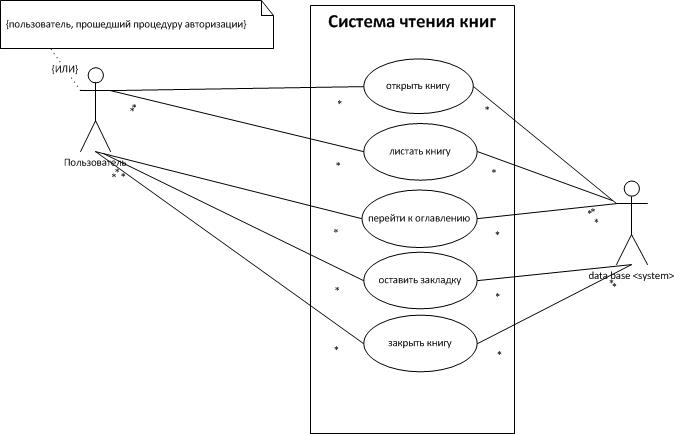 {пользователь, прошедший процедуру авторизации}
Система чтения книг
{ИЛИ}
открыть книгу
*
*
*
*
*
листать книгу
Пользователь
*
*
*
*
*
перейти к оглавлению
*
*
*
*
*
data base <system>
оставить закладку
*
*
*
*
закрыть книгу
*
*